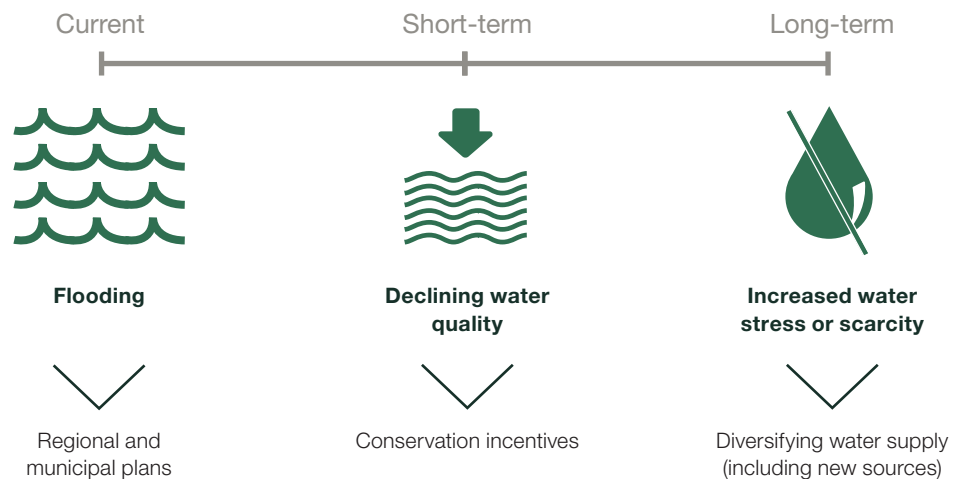 Current
Short-term
Long-term
Flooding
Declining water
quality
Increased water
stress or scarcity
Regional and
municipal plans
Conservation incentives
Diversifying water supply
(including new sources)